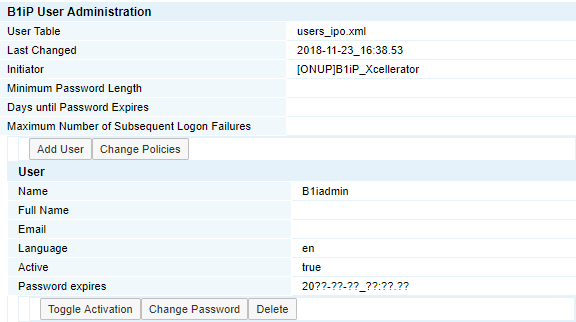 B1iP User Administration
User Table users_ipo.xml
Last Changed 2018-11-23_16:38.53
Initiator [ONUP]B1iP_Xcellerator
Minimum Password Length
Days until Password Expires
Maximum Number of Subsequent Logon Failures
Add User Change Policies
User
Name B1iadmin
Full Name
Email
Language en
Active true
Password expires 20??-??-??_??:??.??
Toggle Activation Change Password Delete